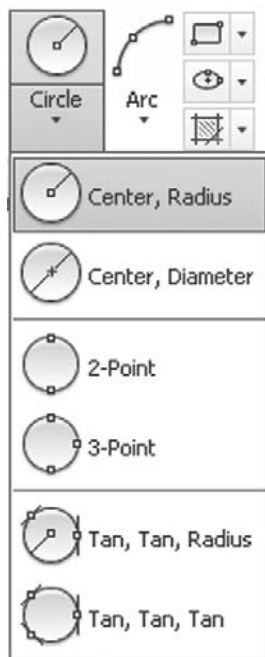 Circle
Arc
Center, Radius
Center, Diameter
2-Point
3-Point
Tan, Tan, Radius
Tan, Tan, Tan